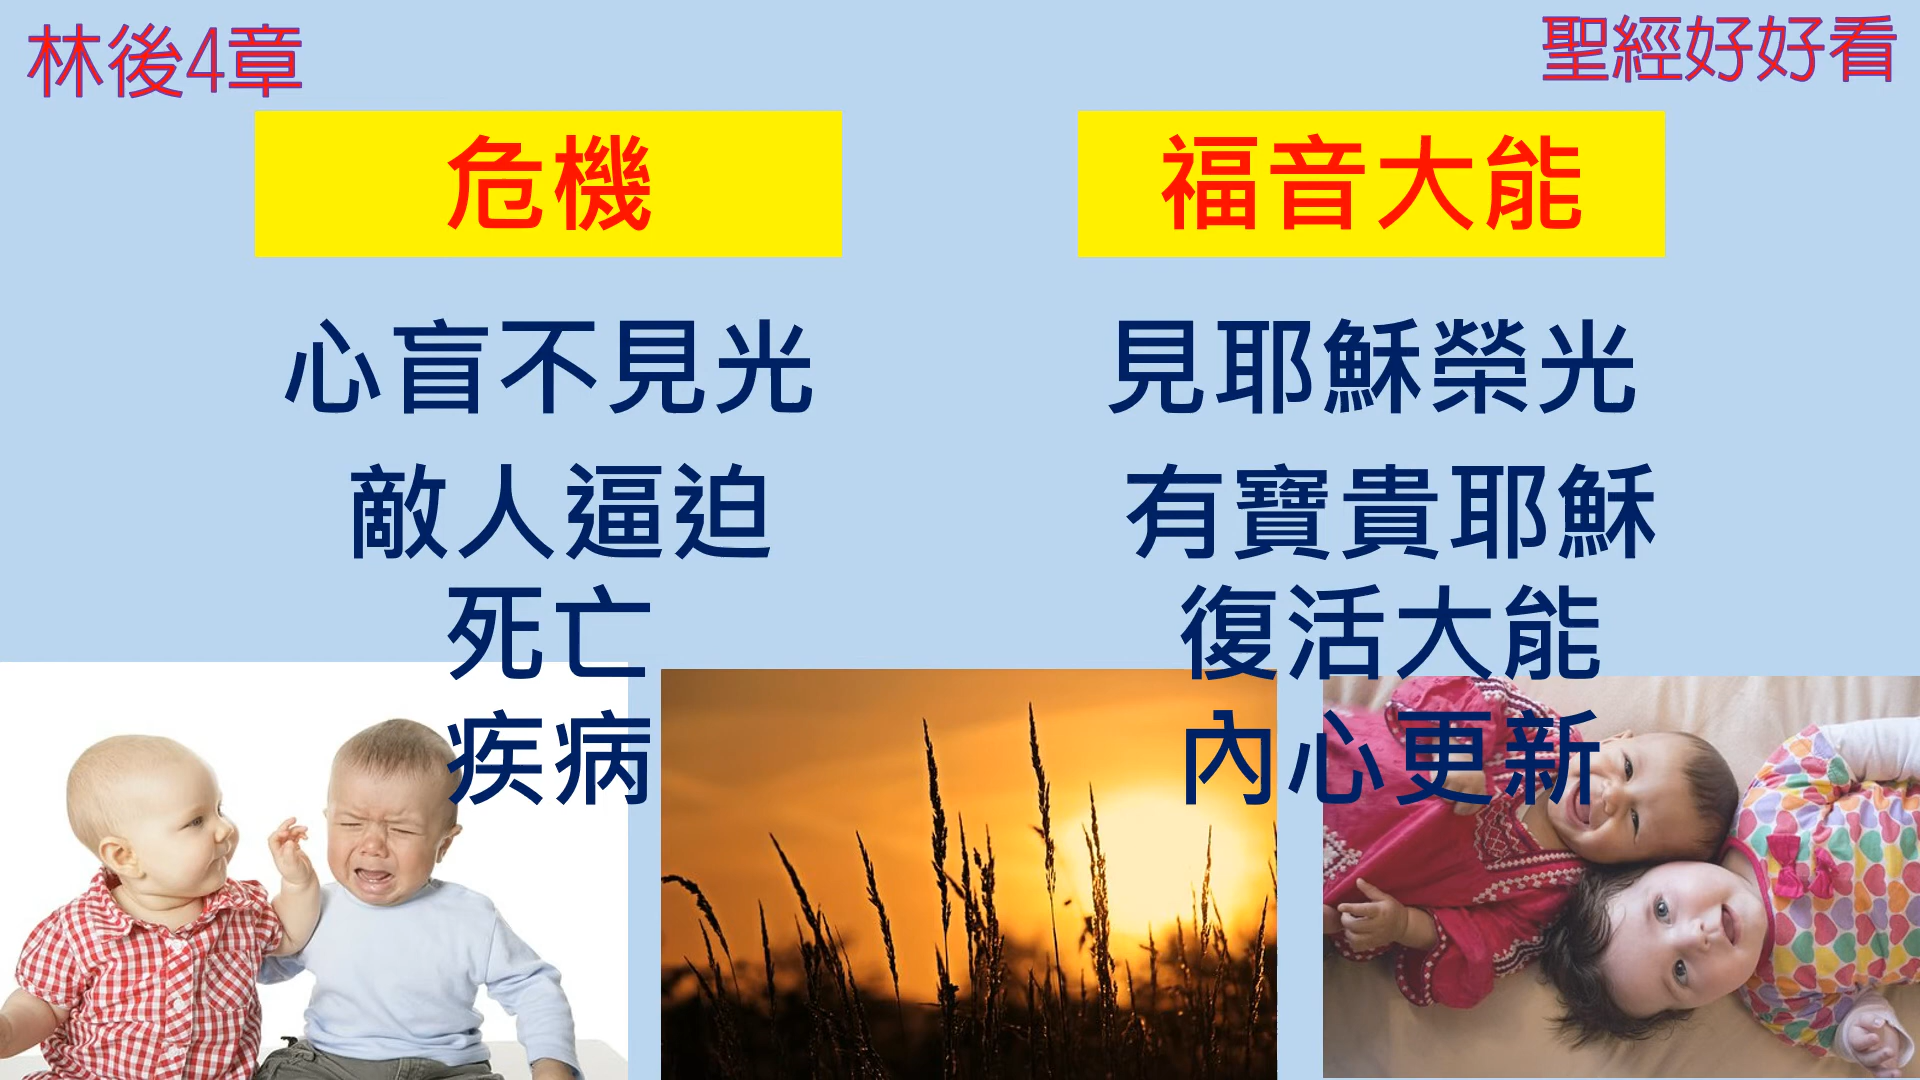 林後4章
聖經好好看
危機
福音大能
心盲不見光
見耶穌榮光
敵人逼迫
有寶貴耶穌
死亡
復活大能
疾病
內心更新